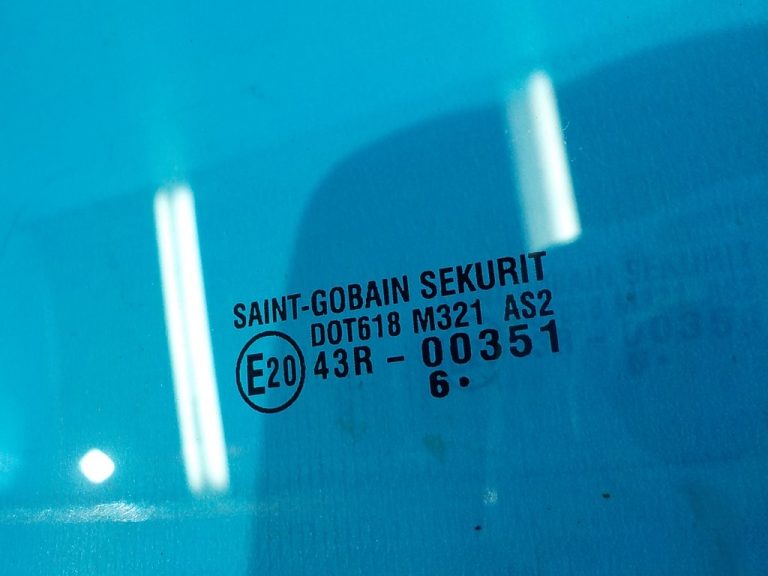 SAINT-GOBAIN SEKURIT
DOT618 M321 AS2
E20 43R - 00351
6•